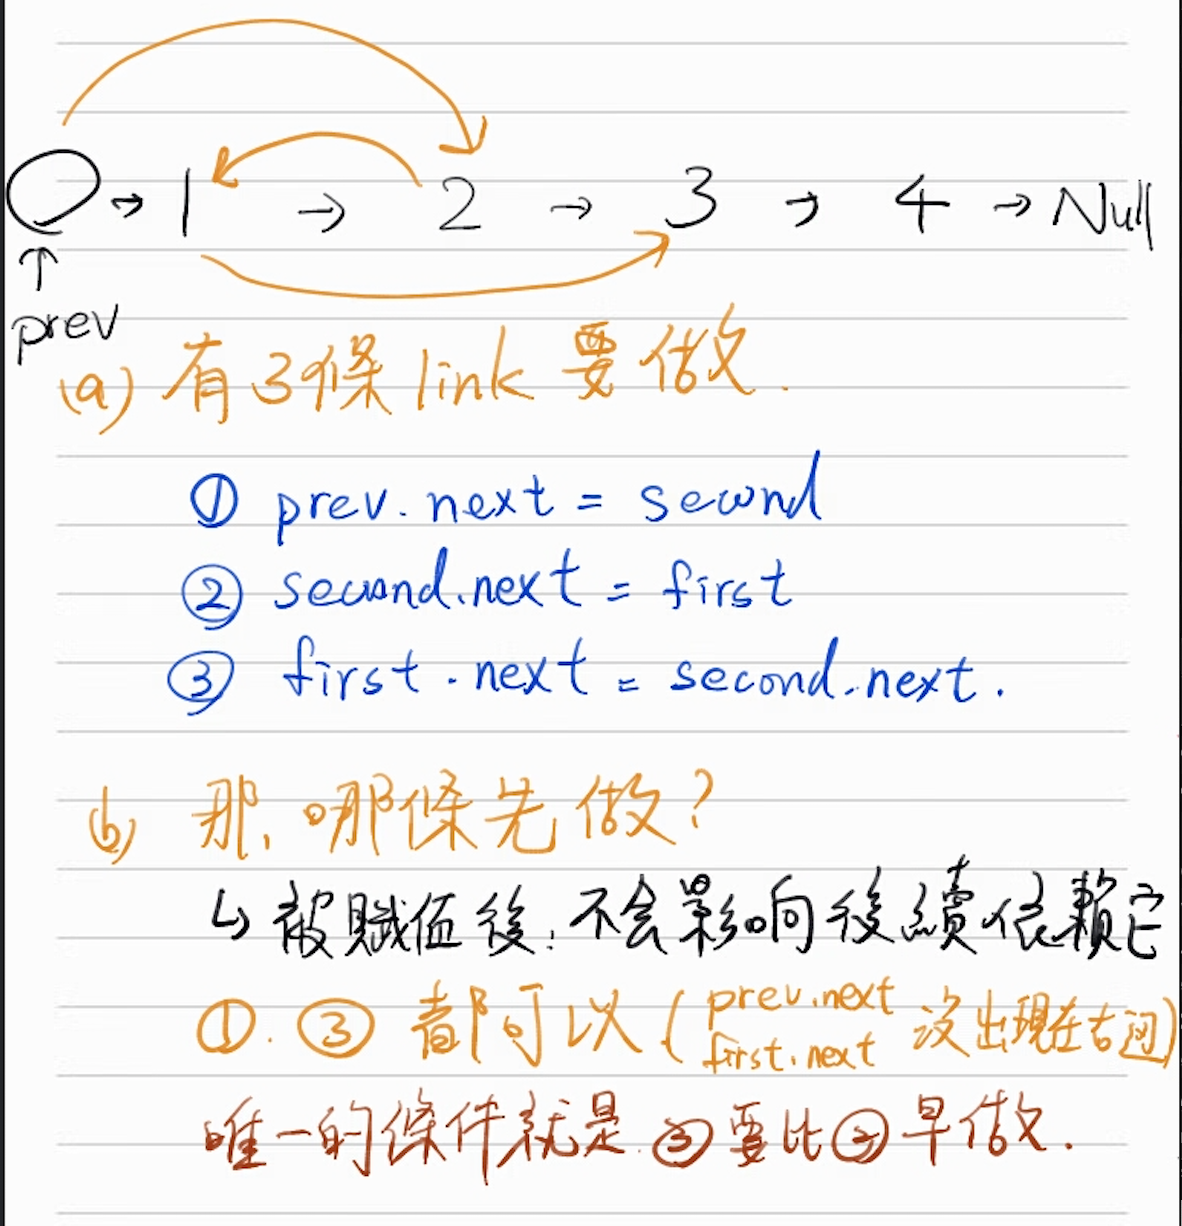 → 1 → 2 → 3 → 4 → Null
↑
prev
(a) 有3條 link 要做.
① prev.next = second
② second.next = first
③ first.next = second.next.
(b) 那, 哪條先做?
↳ 被賦值後, 不会影响後續依賴它
①. ③ 都可以 ( prev.next
first.next 沒出現在右边)
唯一的條件就是 ③要比②早做.